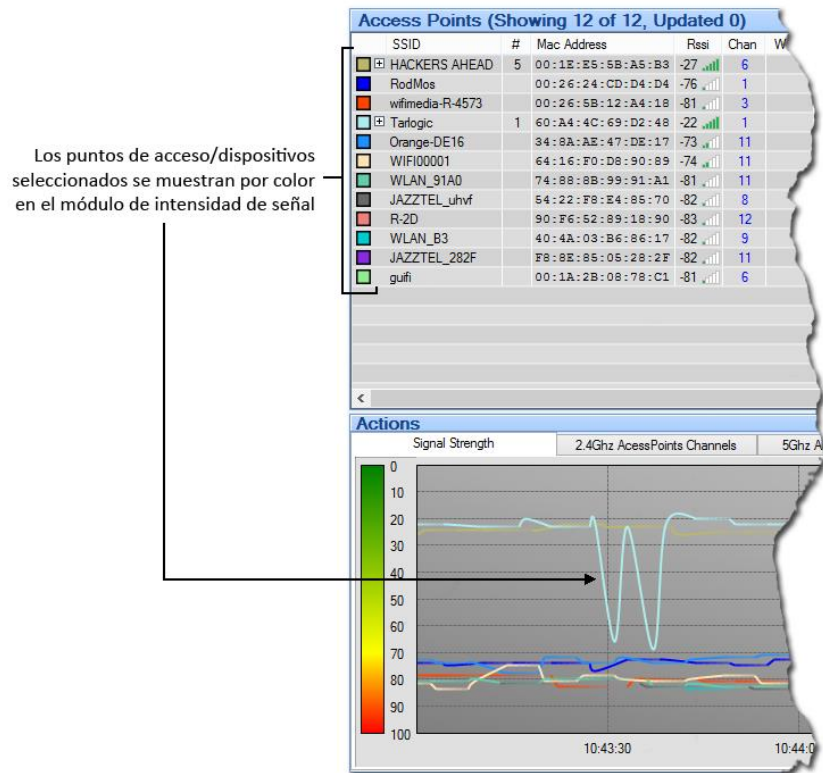 Access Points (Showing 12 of 12, Updated 0)
SSID # Mac Address Rssi Chan
HACKERS AHEAD 5 00:1E:E5:5B:A5:B3 -27 6
RodMos 00:26:24:CD:D4:D4 -76 1
wifimedia-R-4573 00:26:5B:12:A4:18 -81 3
Tarlogic 1 60:A4:4C:69:D2:48 -22 1
Orange-DE16 34:8A:AE:47:DE:17 -73 11
WIFI00001 64:16:F0:D8:90:89 -74 11
WLAN_91A0 74:88:8B:99:91:A1 -81 11
JAZZTEL_uhvf 54:22:F8:E4:85:70 -82 8
R-2D 90:F6:52:89:18:90 -83 12
WLAN_B3 40:4A:03:B6:86:17 -82 9
JAZZTEL_282F F8:8E:85:05:28:2F -82 11
guifi 00:1A:2B:08:78:C1 -81 6
Los puntos de acceso/dispositivos
seleccionados se muestran por color
en el módulo de intensidad de señal
Actions
Signal Strength 2.4Ghz AcessPoints Channels 5Ghz A
0
10
20
30
40
50
60
70
80
90
100
10:43:30 10:44:0